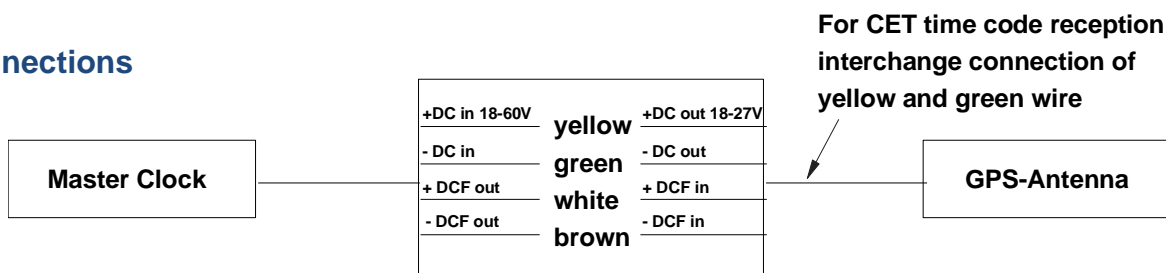 For CET time code reception
interchange connection of
yellow and green wire
nections
+DC in 18-60V yellow +DC out 18-27V
- DC in green - DC out
+ DCF out white + DCF in
- DCF out brown - DCF in
Master Clock
GPS-Antenna